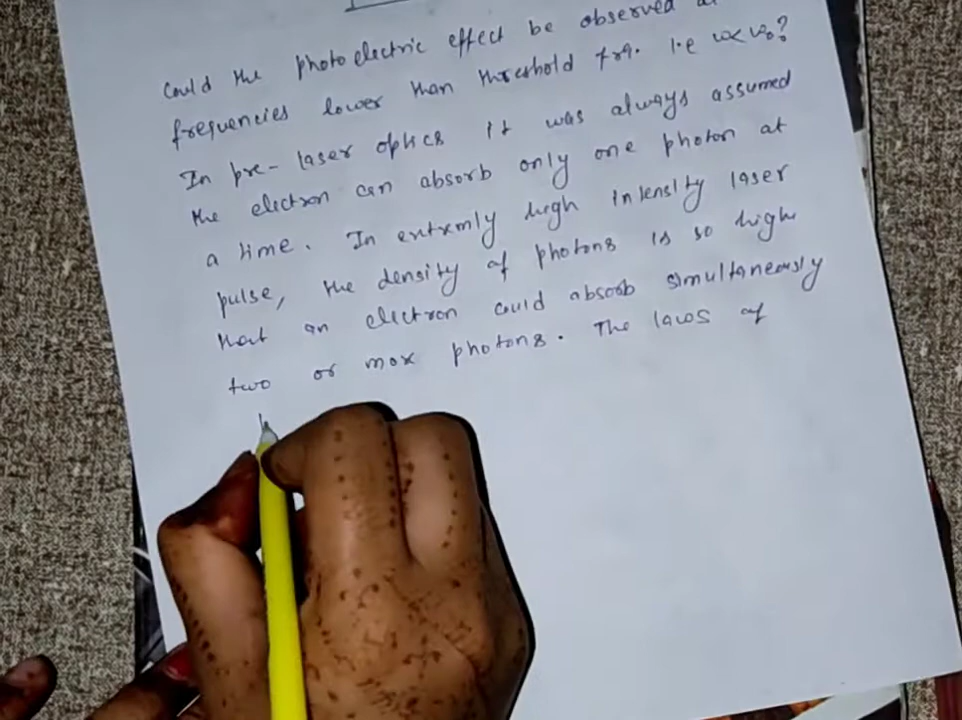 Could the photoelectric effect be observed at
frequencies lower than threshold frq. i.e ν<ν₀?
In pre-laser optics it was always assumed
the electron can absorb only one photon at
a time. In extremly high intensity laser
pulse, the density of photons is so high
that an electron could absorb simultaneously
two or more photons. The laws of